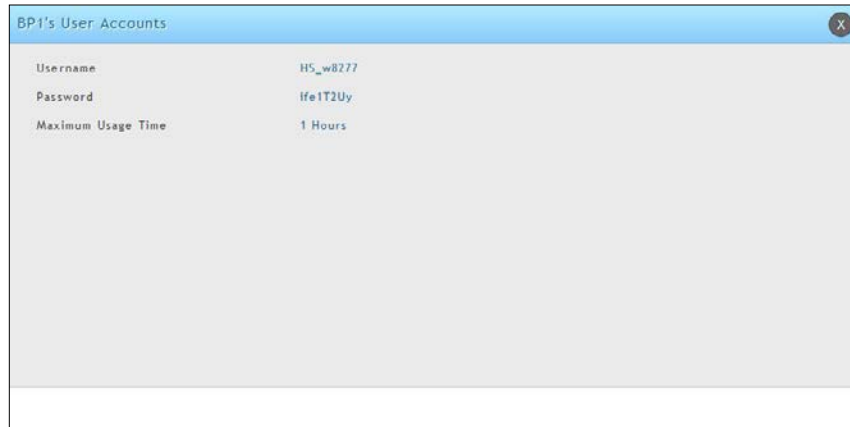 BP1's User Accounts
X
Username HS_w8277
Password Ife1T2Uy
Maximum Usage Time 1 Hours